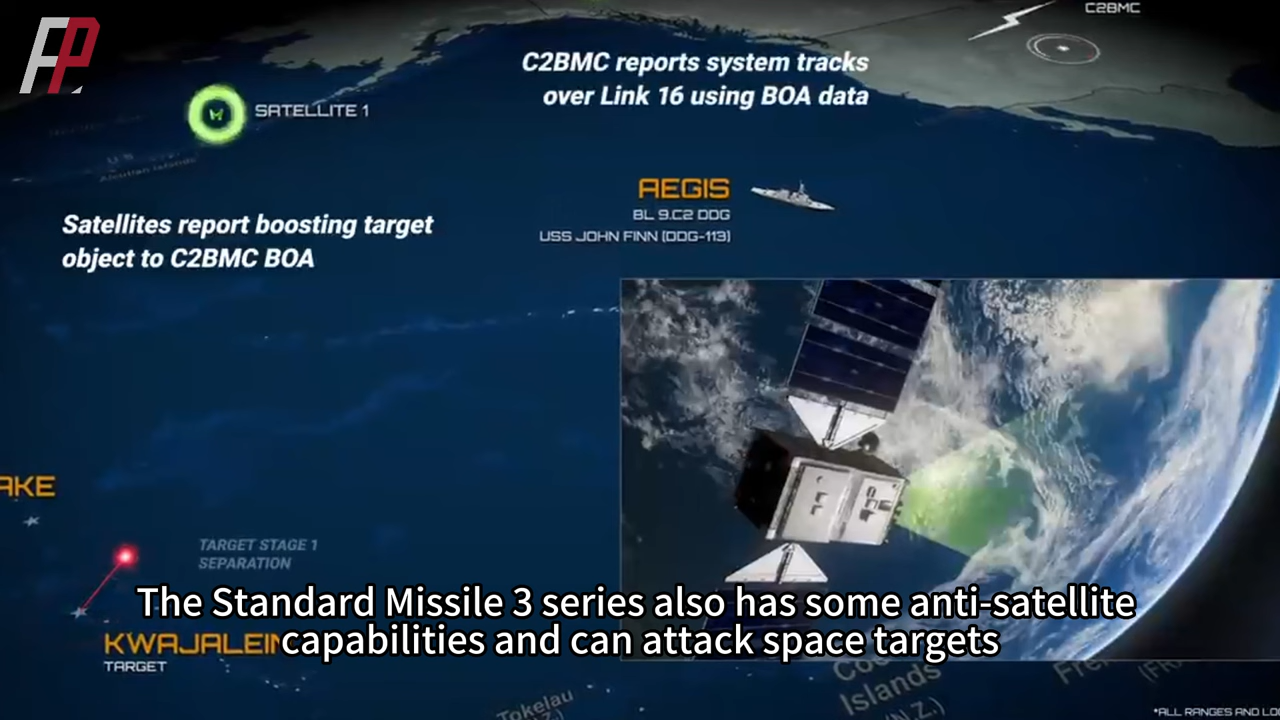 FP
C2BMC
C2BMC reports system tracks
over Link 16 using BOA data
SATELLITE 1
AEGIS
BL 9.C2 DDG
USS JOHN FINN (DDG-113)
Satellites report boosting target
object to C2BMC BOA
AKE
TARGET STAGE 1
SEPARATION
The Standard Missile 3 series also has some anti-satellite
capabilities and can attack space targets
KWAJALEIN
TARGET
Islands
(N.Z.)
Tokelau
*ALL RANGES AND LO